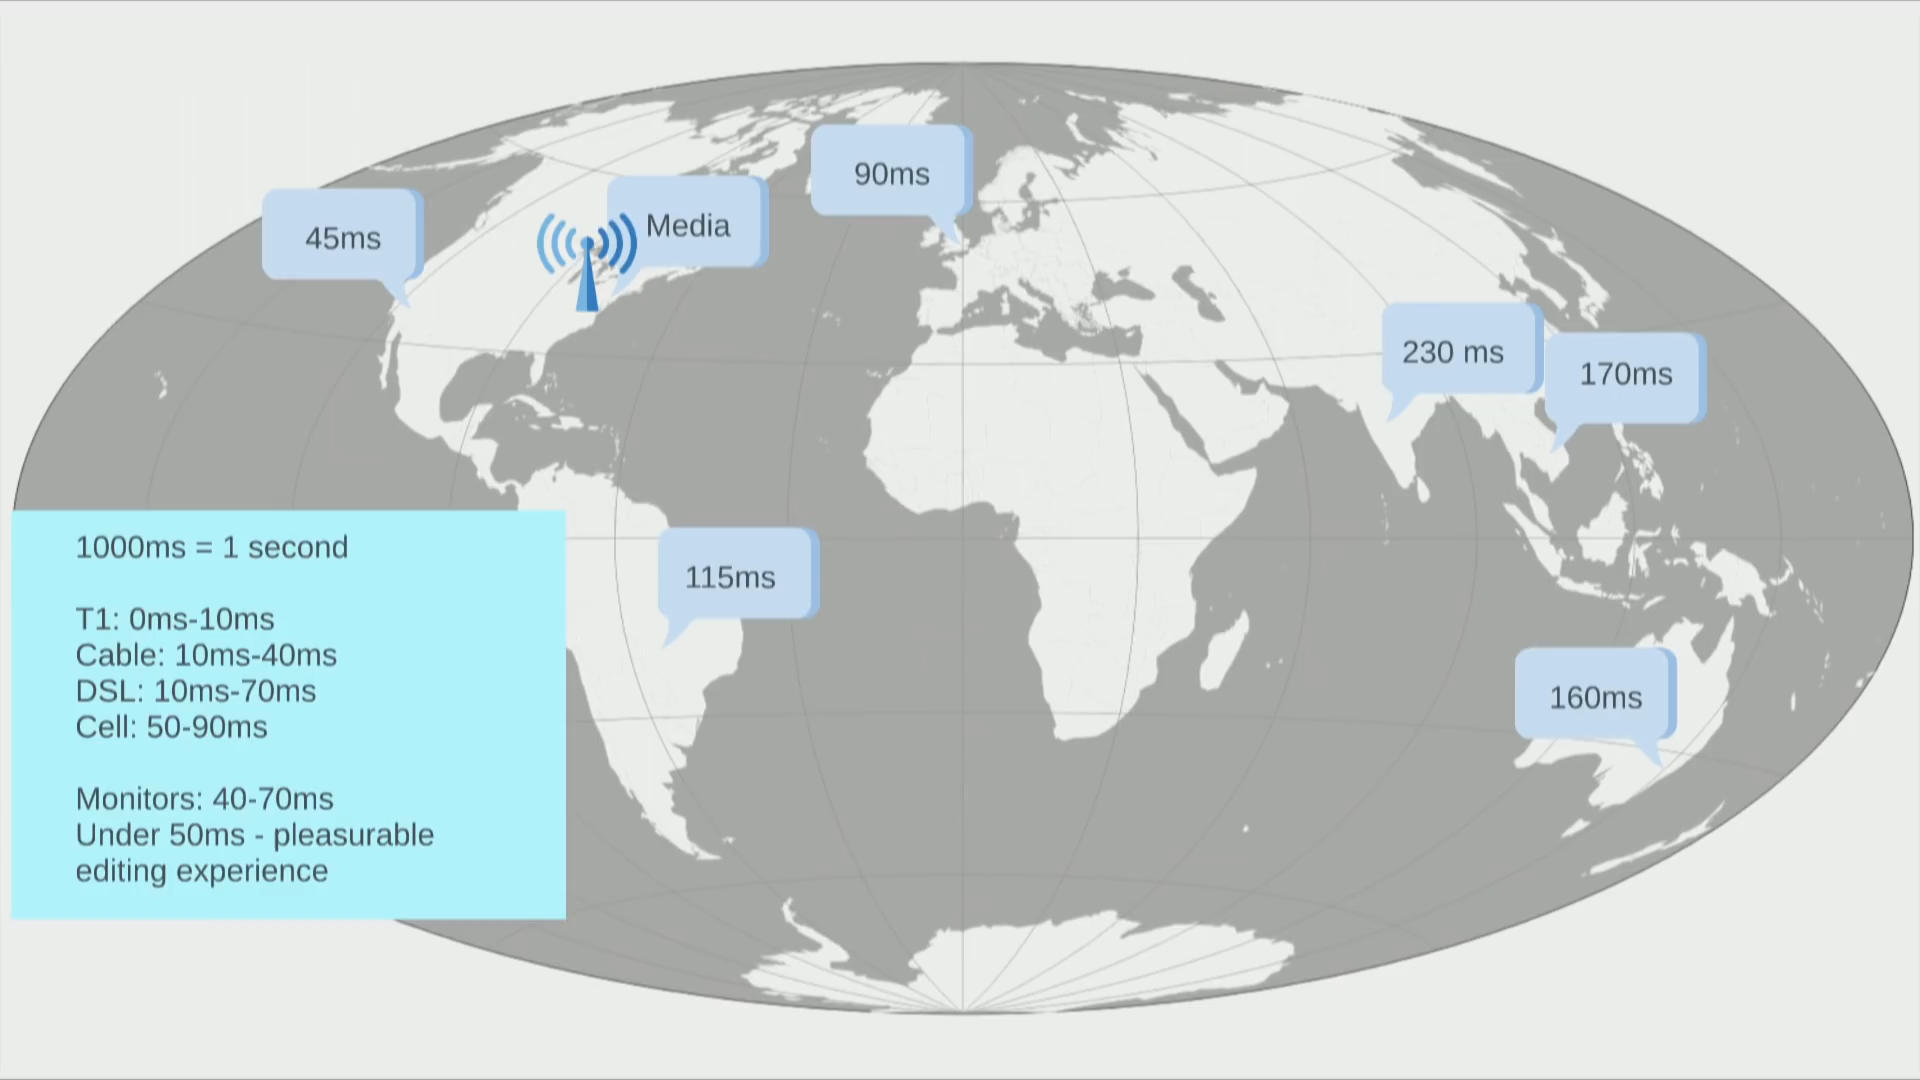 90ms
45ms
Media
230 ms
170ms
115ms
160ms
1000ms = 1 second
T1: 0ms-10ms
Cable: 10ms-40ms
DSL: 10ms-70ms
Cell: 50-90ms
Monitors: 40-70ms
Under 50ms - pleasurable
editing experience